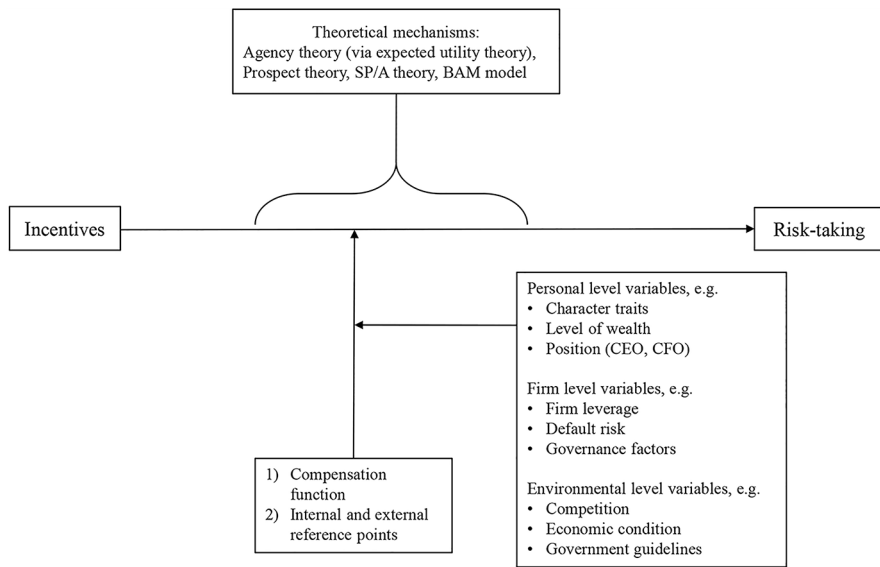 Theoretical mechanisms:
Agency theory (via expected utility theory),
Prospect theory, SP/A theory, BAM model
Incentives
Risk-taking
Personal level variables, e.g.
• Character traits
• Level of wealth
• Position (CEO, CFO)
Firm level variables, e.g.
• Firm leverage
• Default risk
• Governance factors
Environmental level variables, e.g.
• Competition
• Economic condition
• Government guidelines
1) Compensation
function
2) Internal and external
reference points